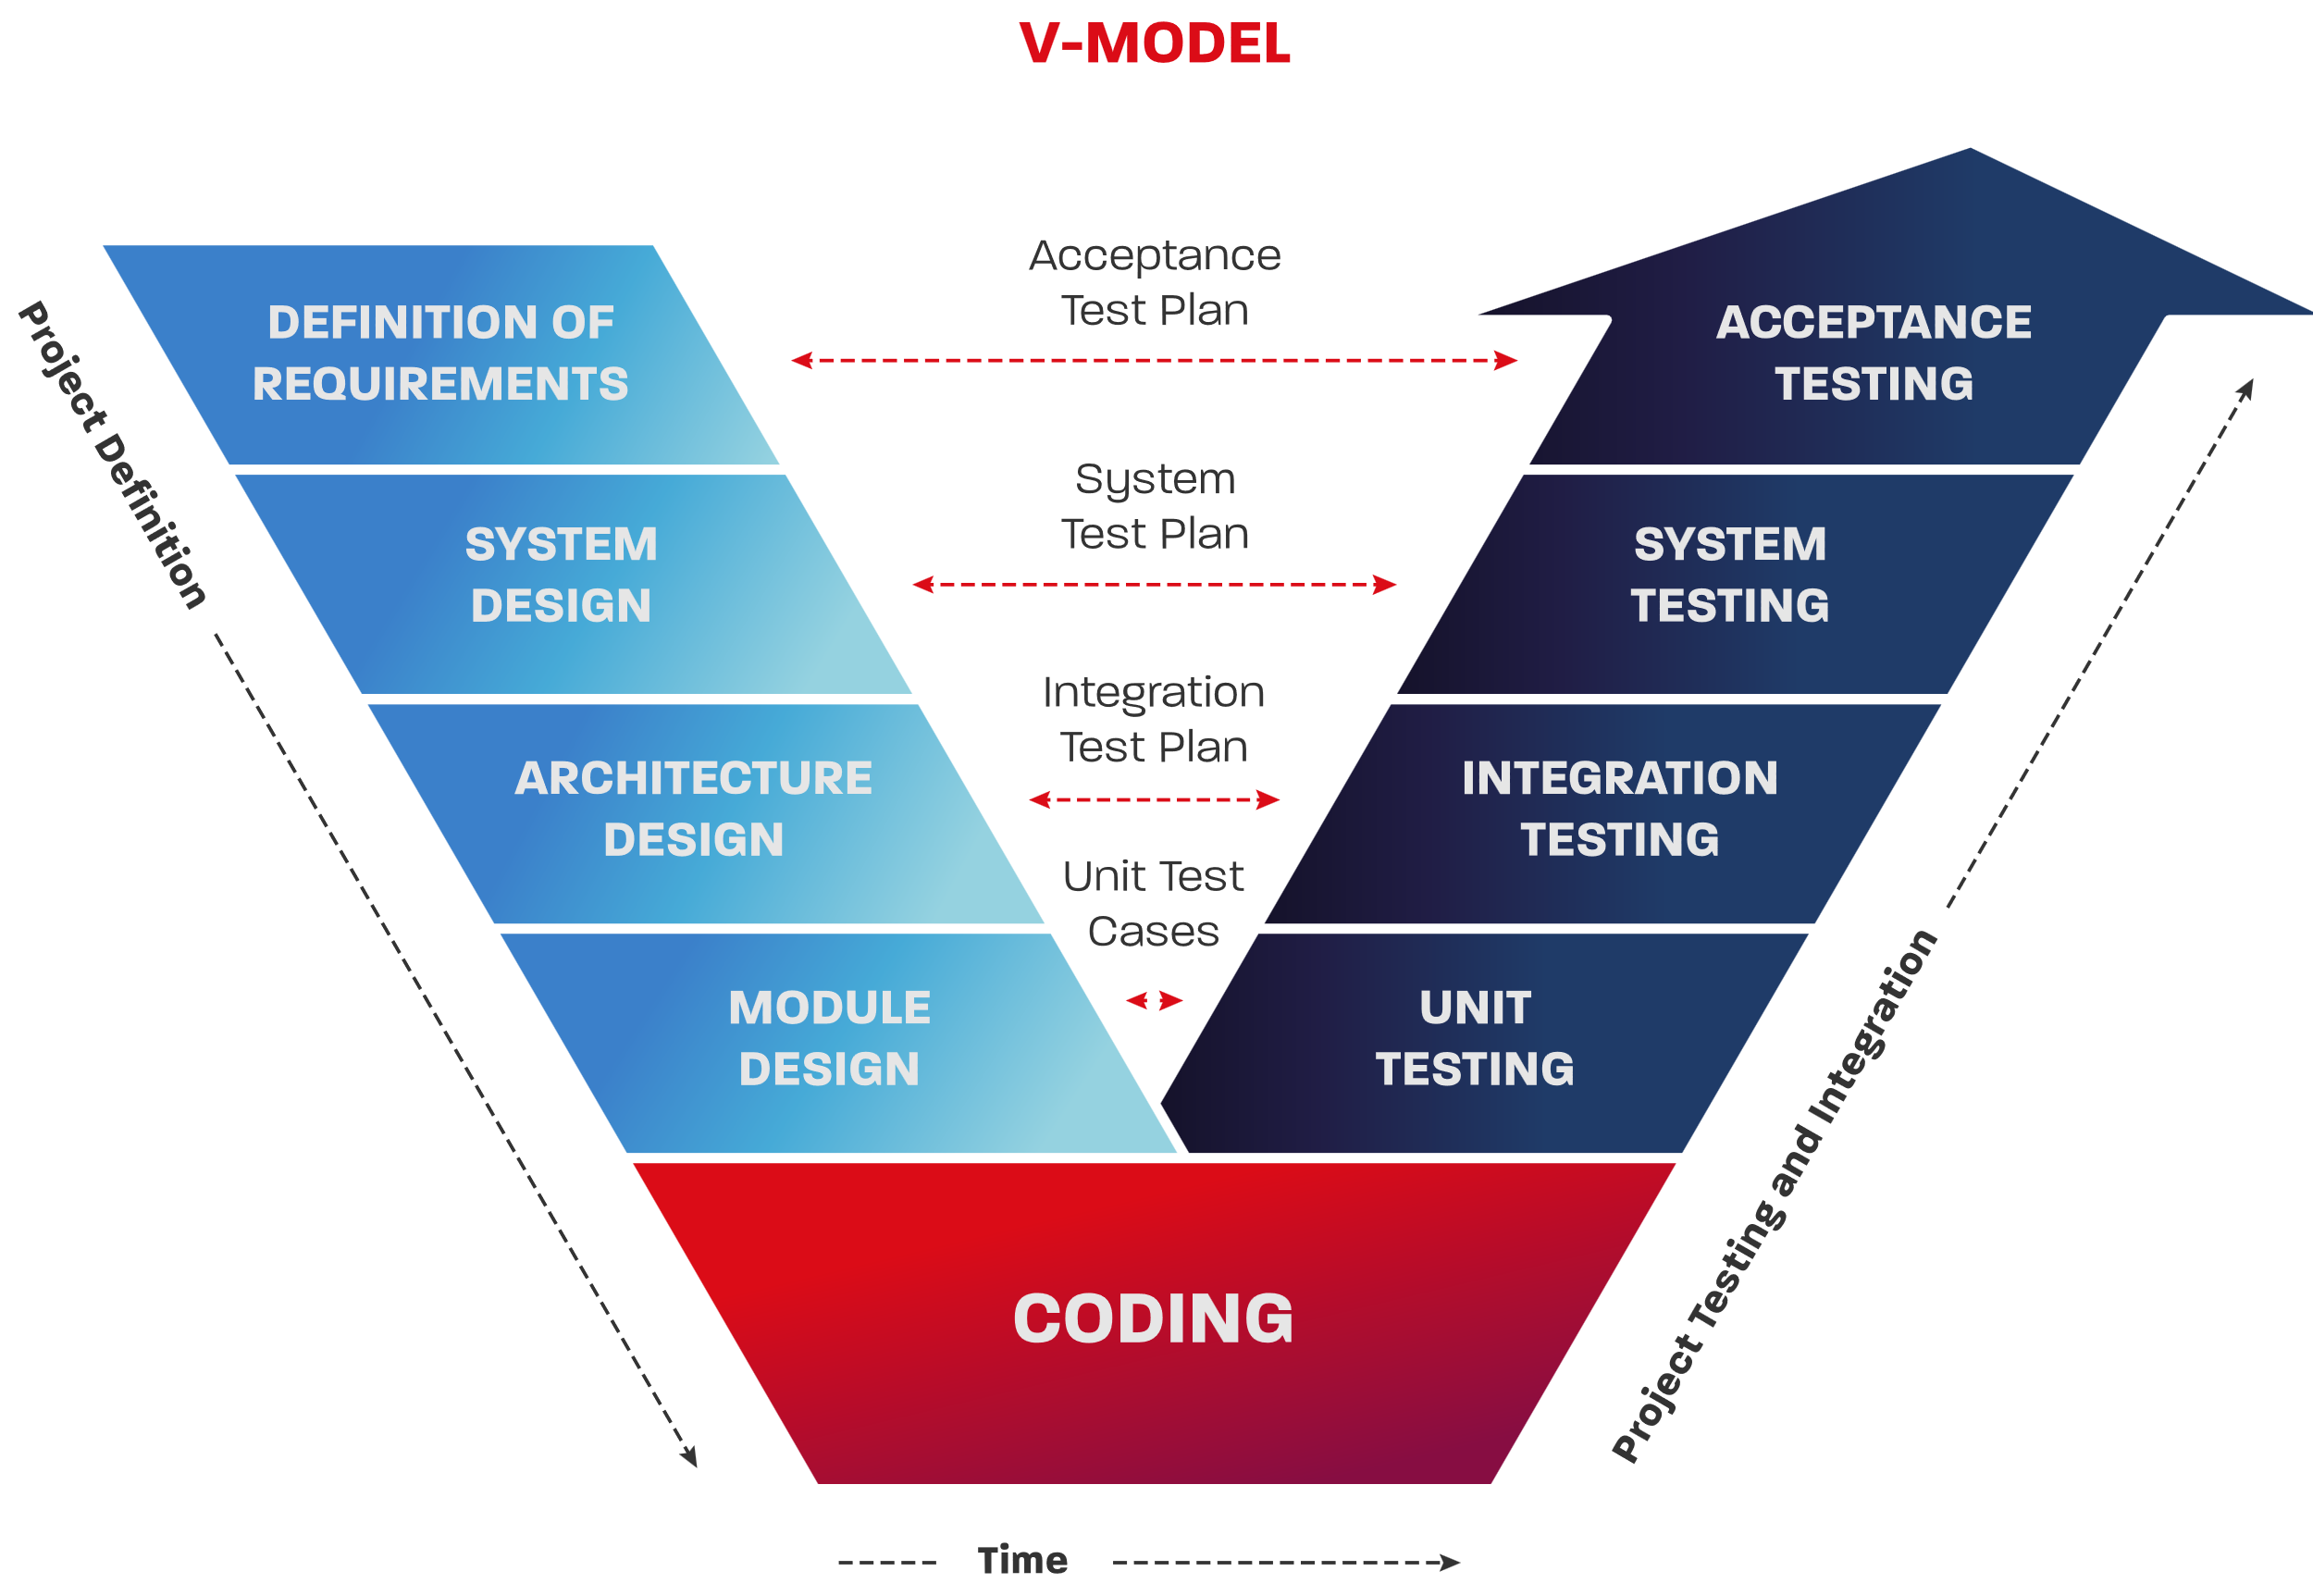 V-MODEL
Acceptance
Test Plan
DEFINITION OF
REQUIREMENTS
ACCEPTANCE
TESTING
Project Definition
System
Test Plan
SYSTEM
DESIGN
SYSTEM
TESTING
Integration
Test Plan
ARCHITECTURE
DESIGN
INTEGRATION
TESTING
Unit Test
Cases
MODULE
DESIGN
UNIT
TESTING
Project Testing and Integration
CODING
Time